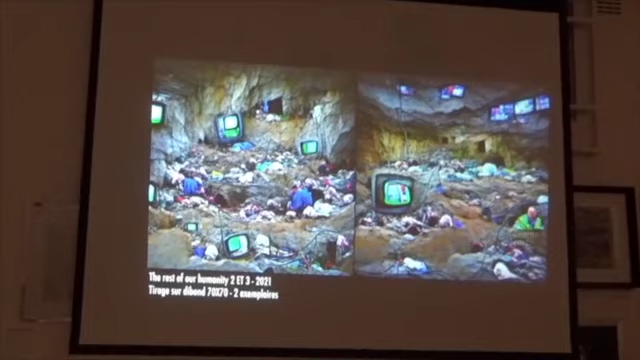 The rest of our humanity 2 ET 3 - 2021
Tirage sur dibond 70X70 - 2 exemplaires